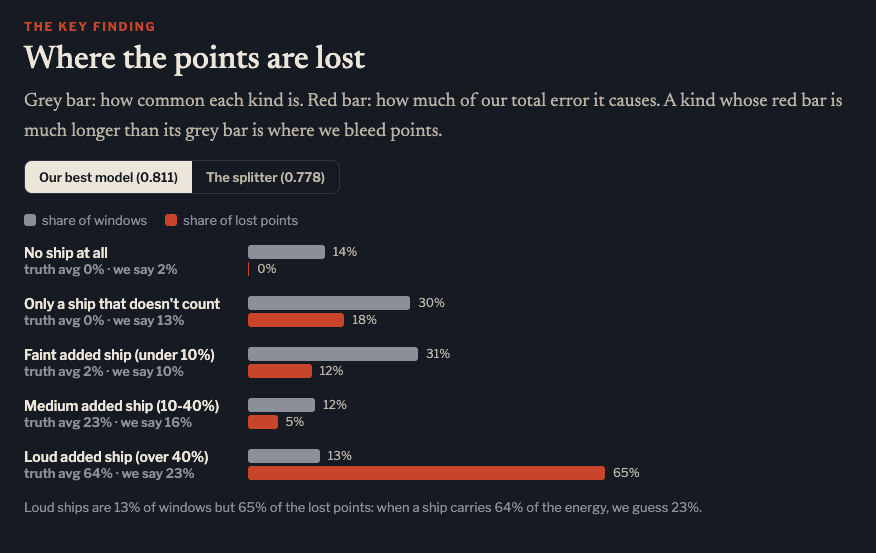 THE KEY FINDING
Where the points are lost
Grey bar: how common each kind is. Red bar: how much of our total error it causes. A kind whose red bar is
much longer than its grey bar is where we bleed points.
Our best model (0.811)
The splitter (0.778)
share of windows
share of lost points
No ship at all
14%
truth avg 0% · we say 2%
0%
Only a ship that doesn't count
30%
truth avg 0% · we say 13%
18%
Faint added ship (under 10%)
31%
truth avg 2% · we say 10%
12%
Medium added ship (10-40%)
12%
truth avg 23% · we say 16%
5%
Loud added ship (over 40%)
13%
truth avg 64% · we say 23%
65%
Loud ships are 13% of windows but 65% of the lost points: when a ship carries 64% of the energy, we guess 23%.